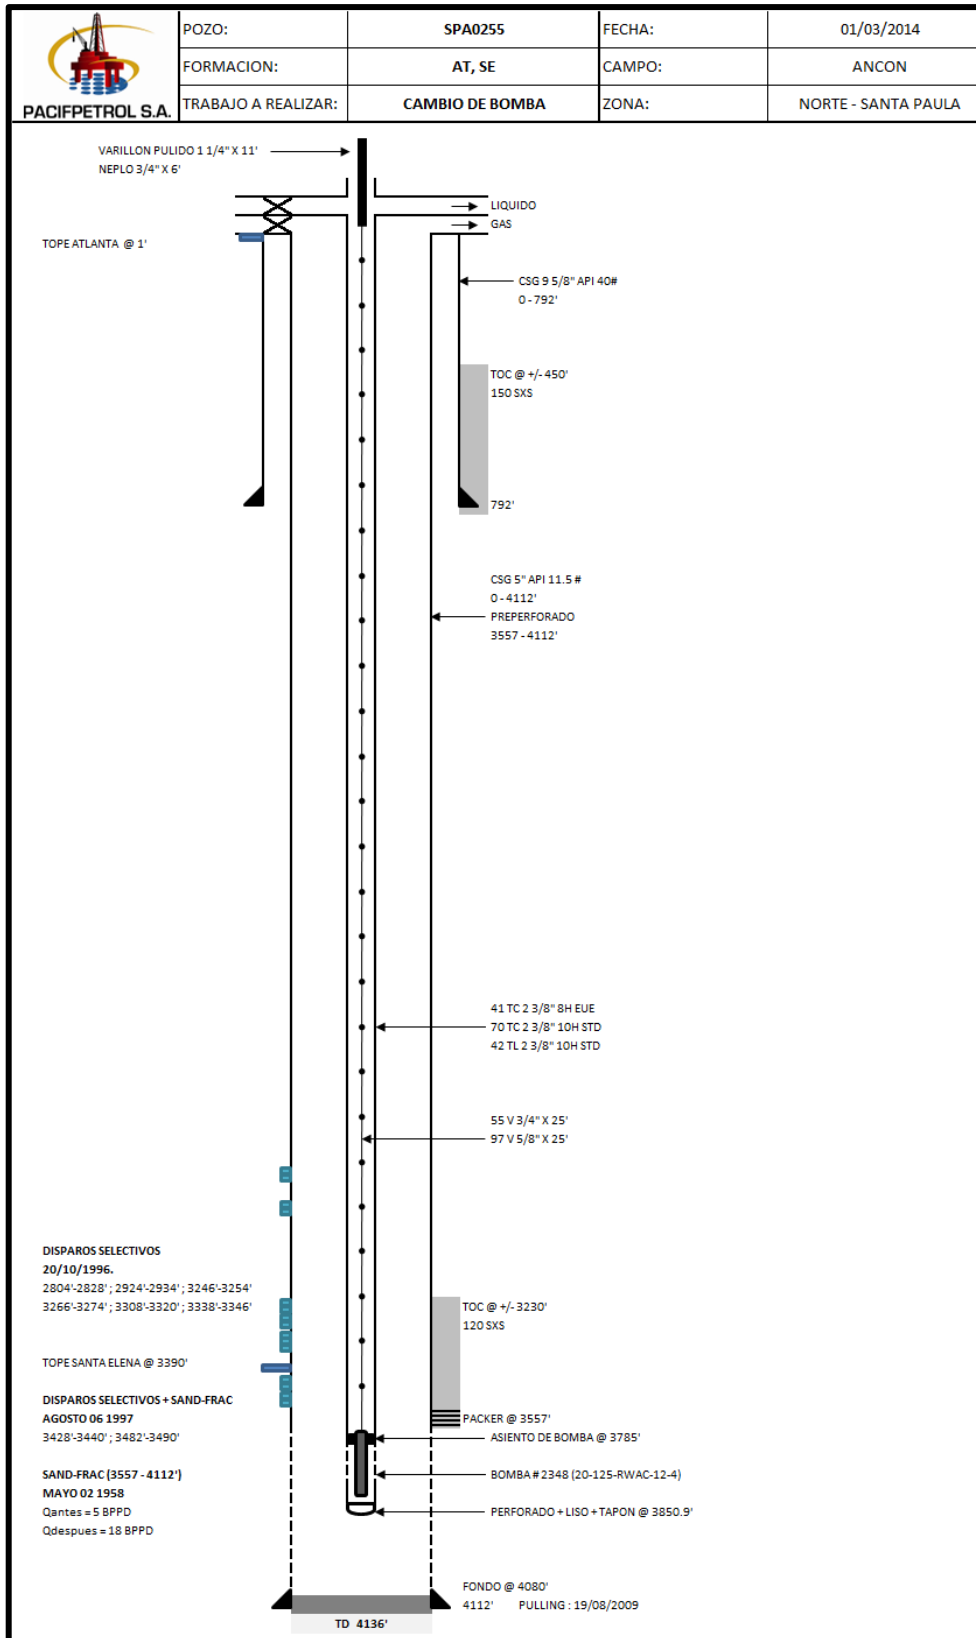 PACIFPETROL S.A.
POZO: SPA0255 FECHA: 01/03/2014
FORMACION: AT, SE CAMPO: ANCON
TRABAJO A REALIZAR: CAMBIO DE BOMBA ZONA: NORTE - SANTA PAULA
VARILLON PULIDO 1 1/4" X 11'
NEPLO 3/4" X 6'
LIQUIDO
GAS
TOPE ATLANTA @ 1'
CSG 9 5/8" API 40#
0 - 792'
TOC @ +/- 450'
150 SXS
792'
CSG 5" API 11.5 #
0 - 4112'
PREPERFORADO
3557 - 4112'
41 TC 2 3/8" 8H EUE
70 TC 2 3/8" 10H STD
42 TL 2 3/8" 10H STD
55 V 3/4" X 25'
97 V 5/8" X 25'
DISPAROS SELECTIVOS
20/10/1996.
2804'-2828' ; 2924'-2934' ; 3246'-3254'
3266'-3274' ; 3308'-3320' ; 3338'-3346'
TOC @ +/- 3230'
120 SXS
TOPE SANTA ELENA @ 3390'
DISPAROS SELECTIVOS + SAND-FRAC
AGOSTO 06 1997
3428'-3440' ; 3482'-3490'
PACKER @ 3557'
ASIENTO DE BOMBA @ 3785'
SAND-FRAC (3557 - 4112')
MAYO 02 1958
Qantes = 5 BPPD
Qdespues = 18 BPPD
BOMBA # 2348 (20-125-RWAC-12-4)
PERFORADO + LISO + TAPON @ 3850.9'
FONDO @ 4080'
4112' PULLING : 19/08/2009
TD 4136'